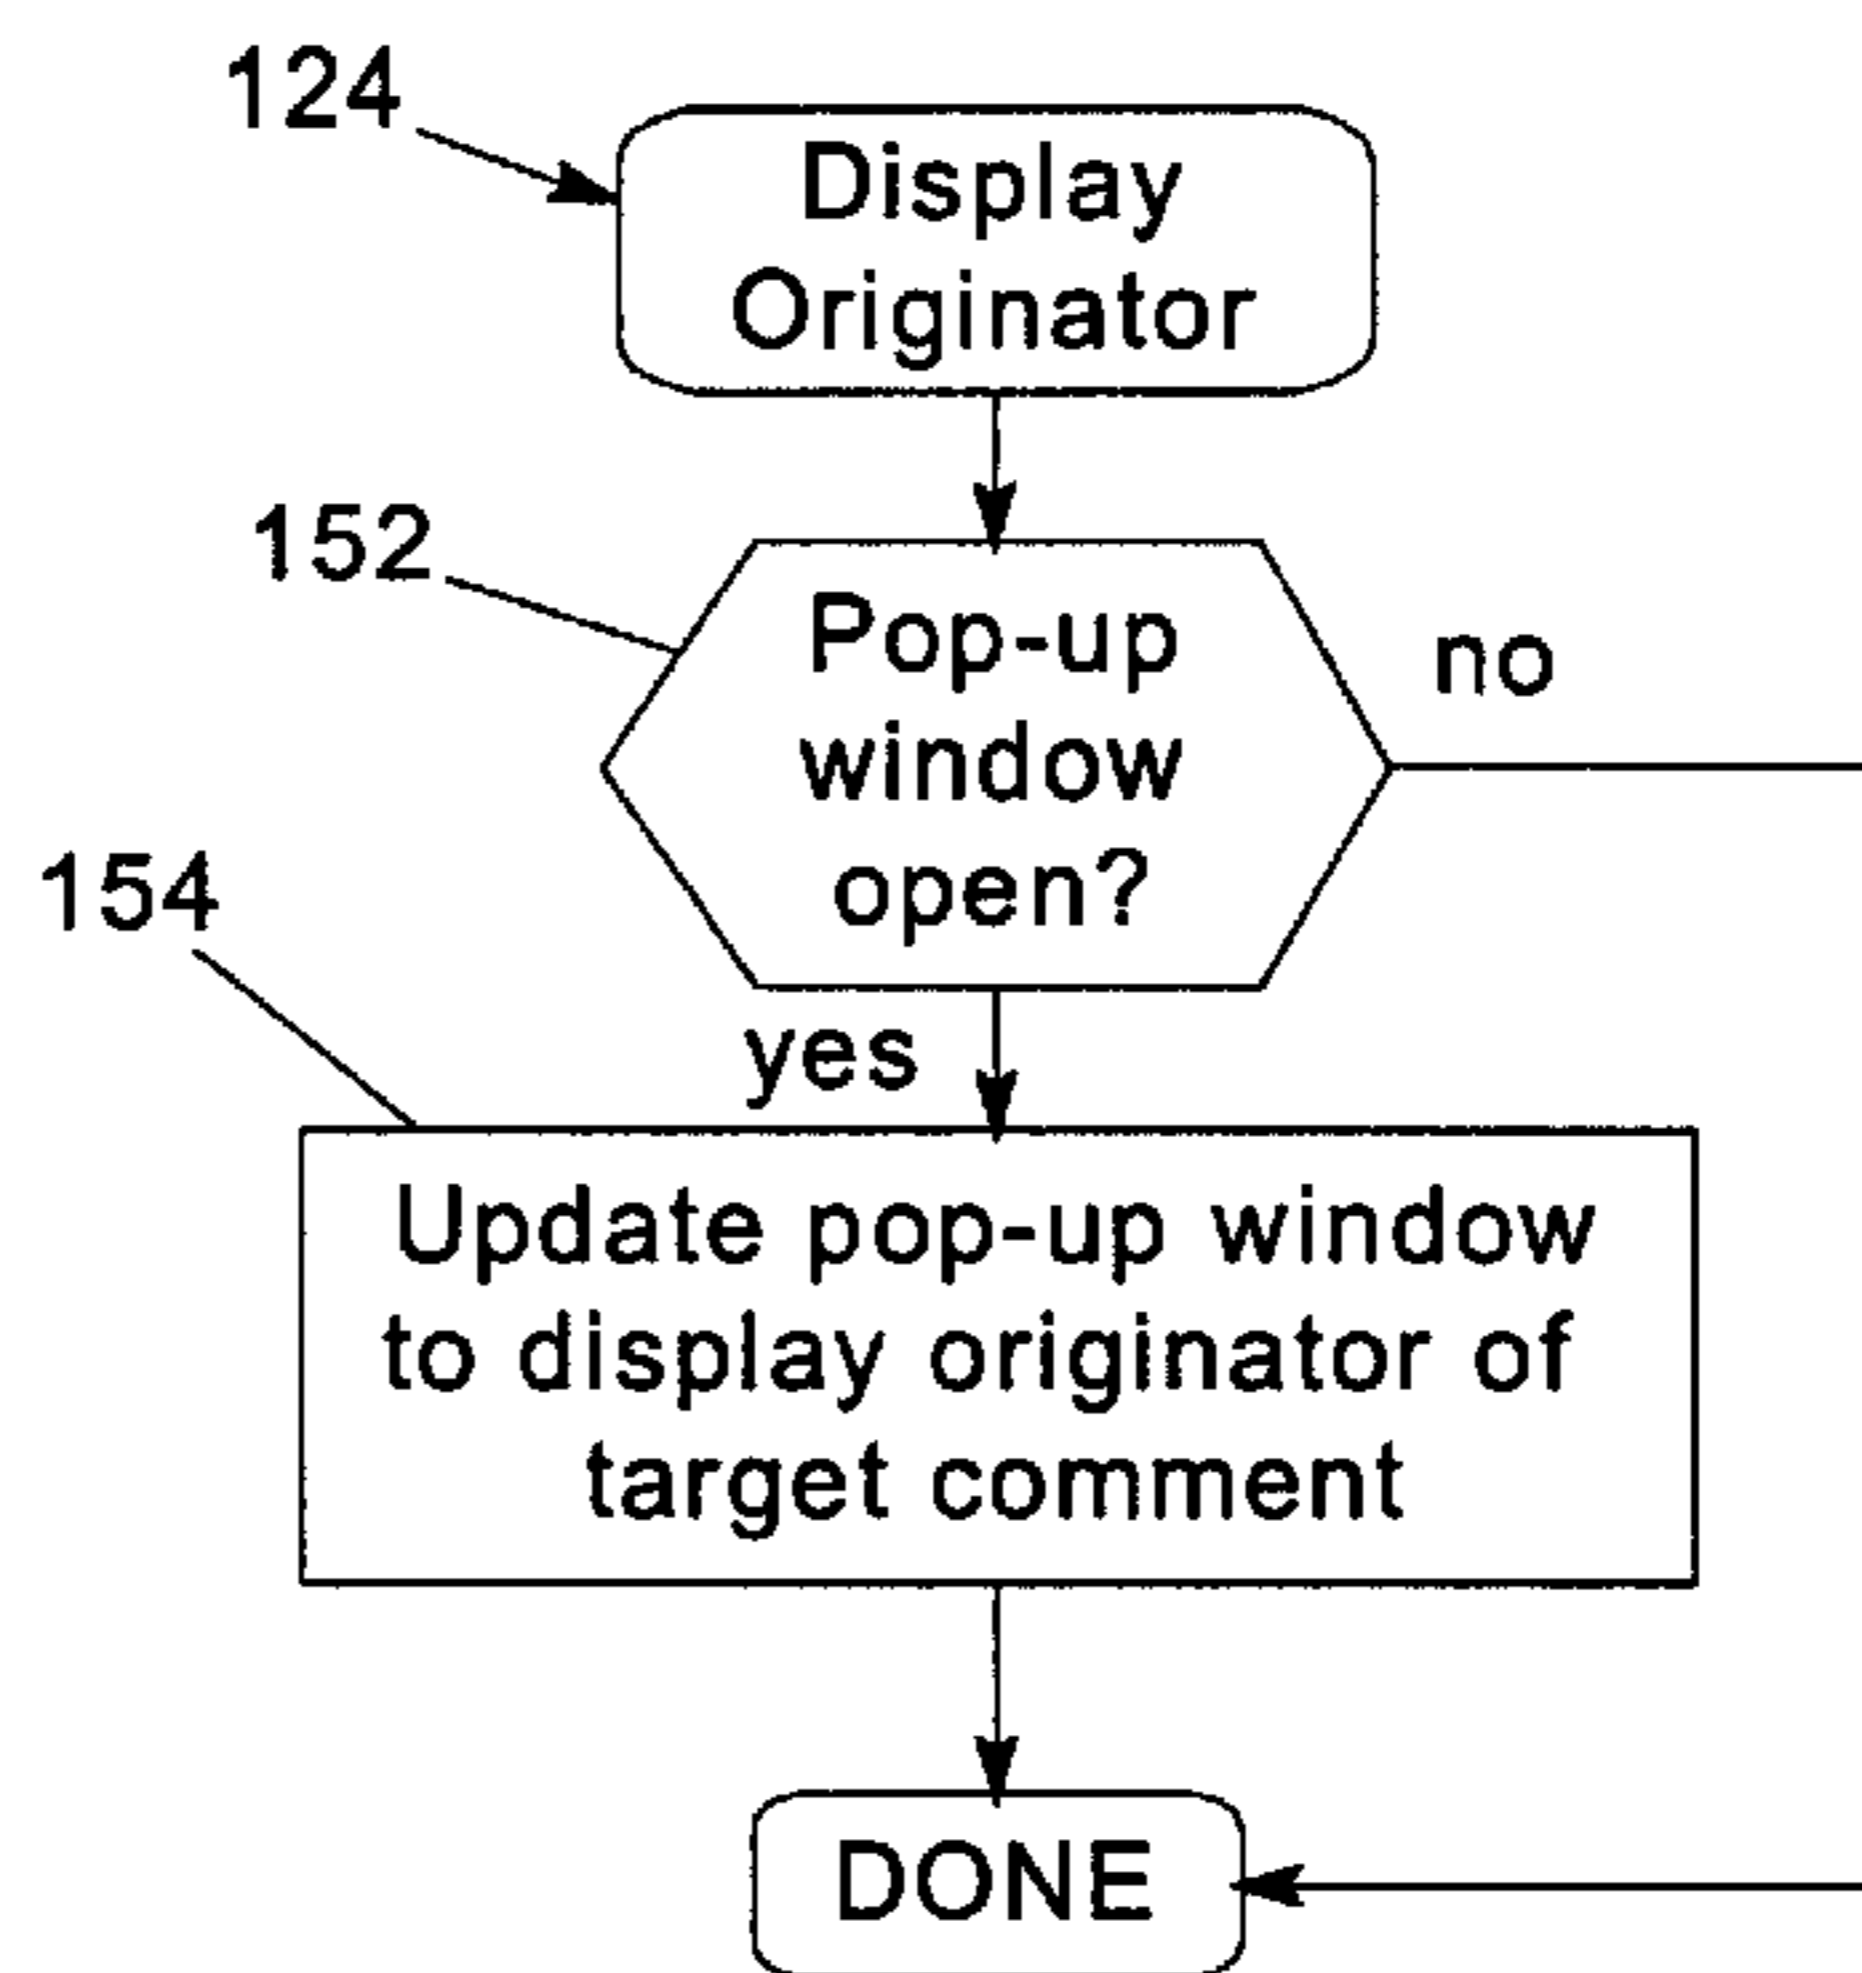 124
Display
Originator
152
Pop-up
window
open?
no
154
yes
Update pop-up window
to display originator of
target comment
DONE